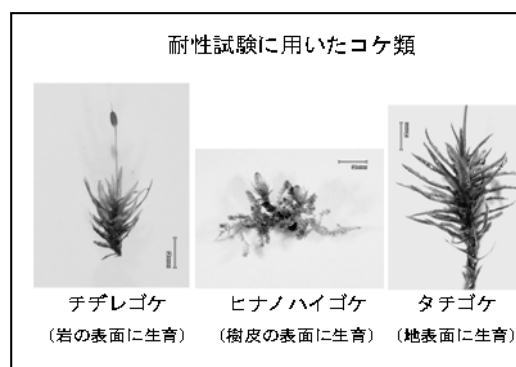 耐性試験に用いたコケ類
チヂレゴケ
（岩の表面に生育）
ヒナノハイゴケ
（樹皮の表面に生育）
タチゴケ
（地表面に生育）